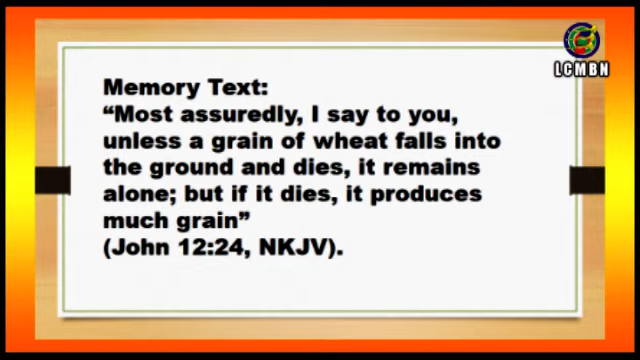 LCMBN
Memory Text:
“Most assuredly, I say to you,
unless a grain of wheat falls into
the ground and dies, it remains
alone; but if it dies, it produces
much grain”
(John 12:24, NKJV).